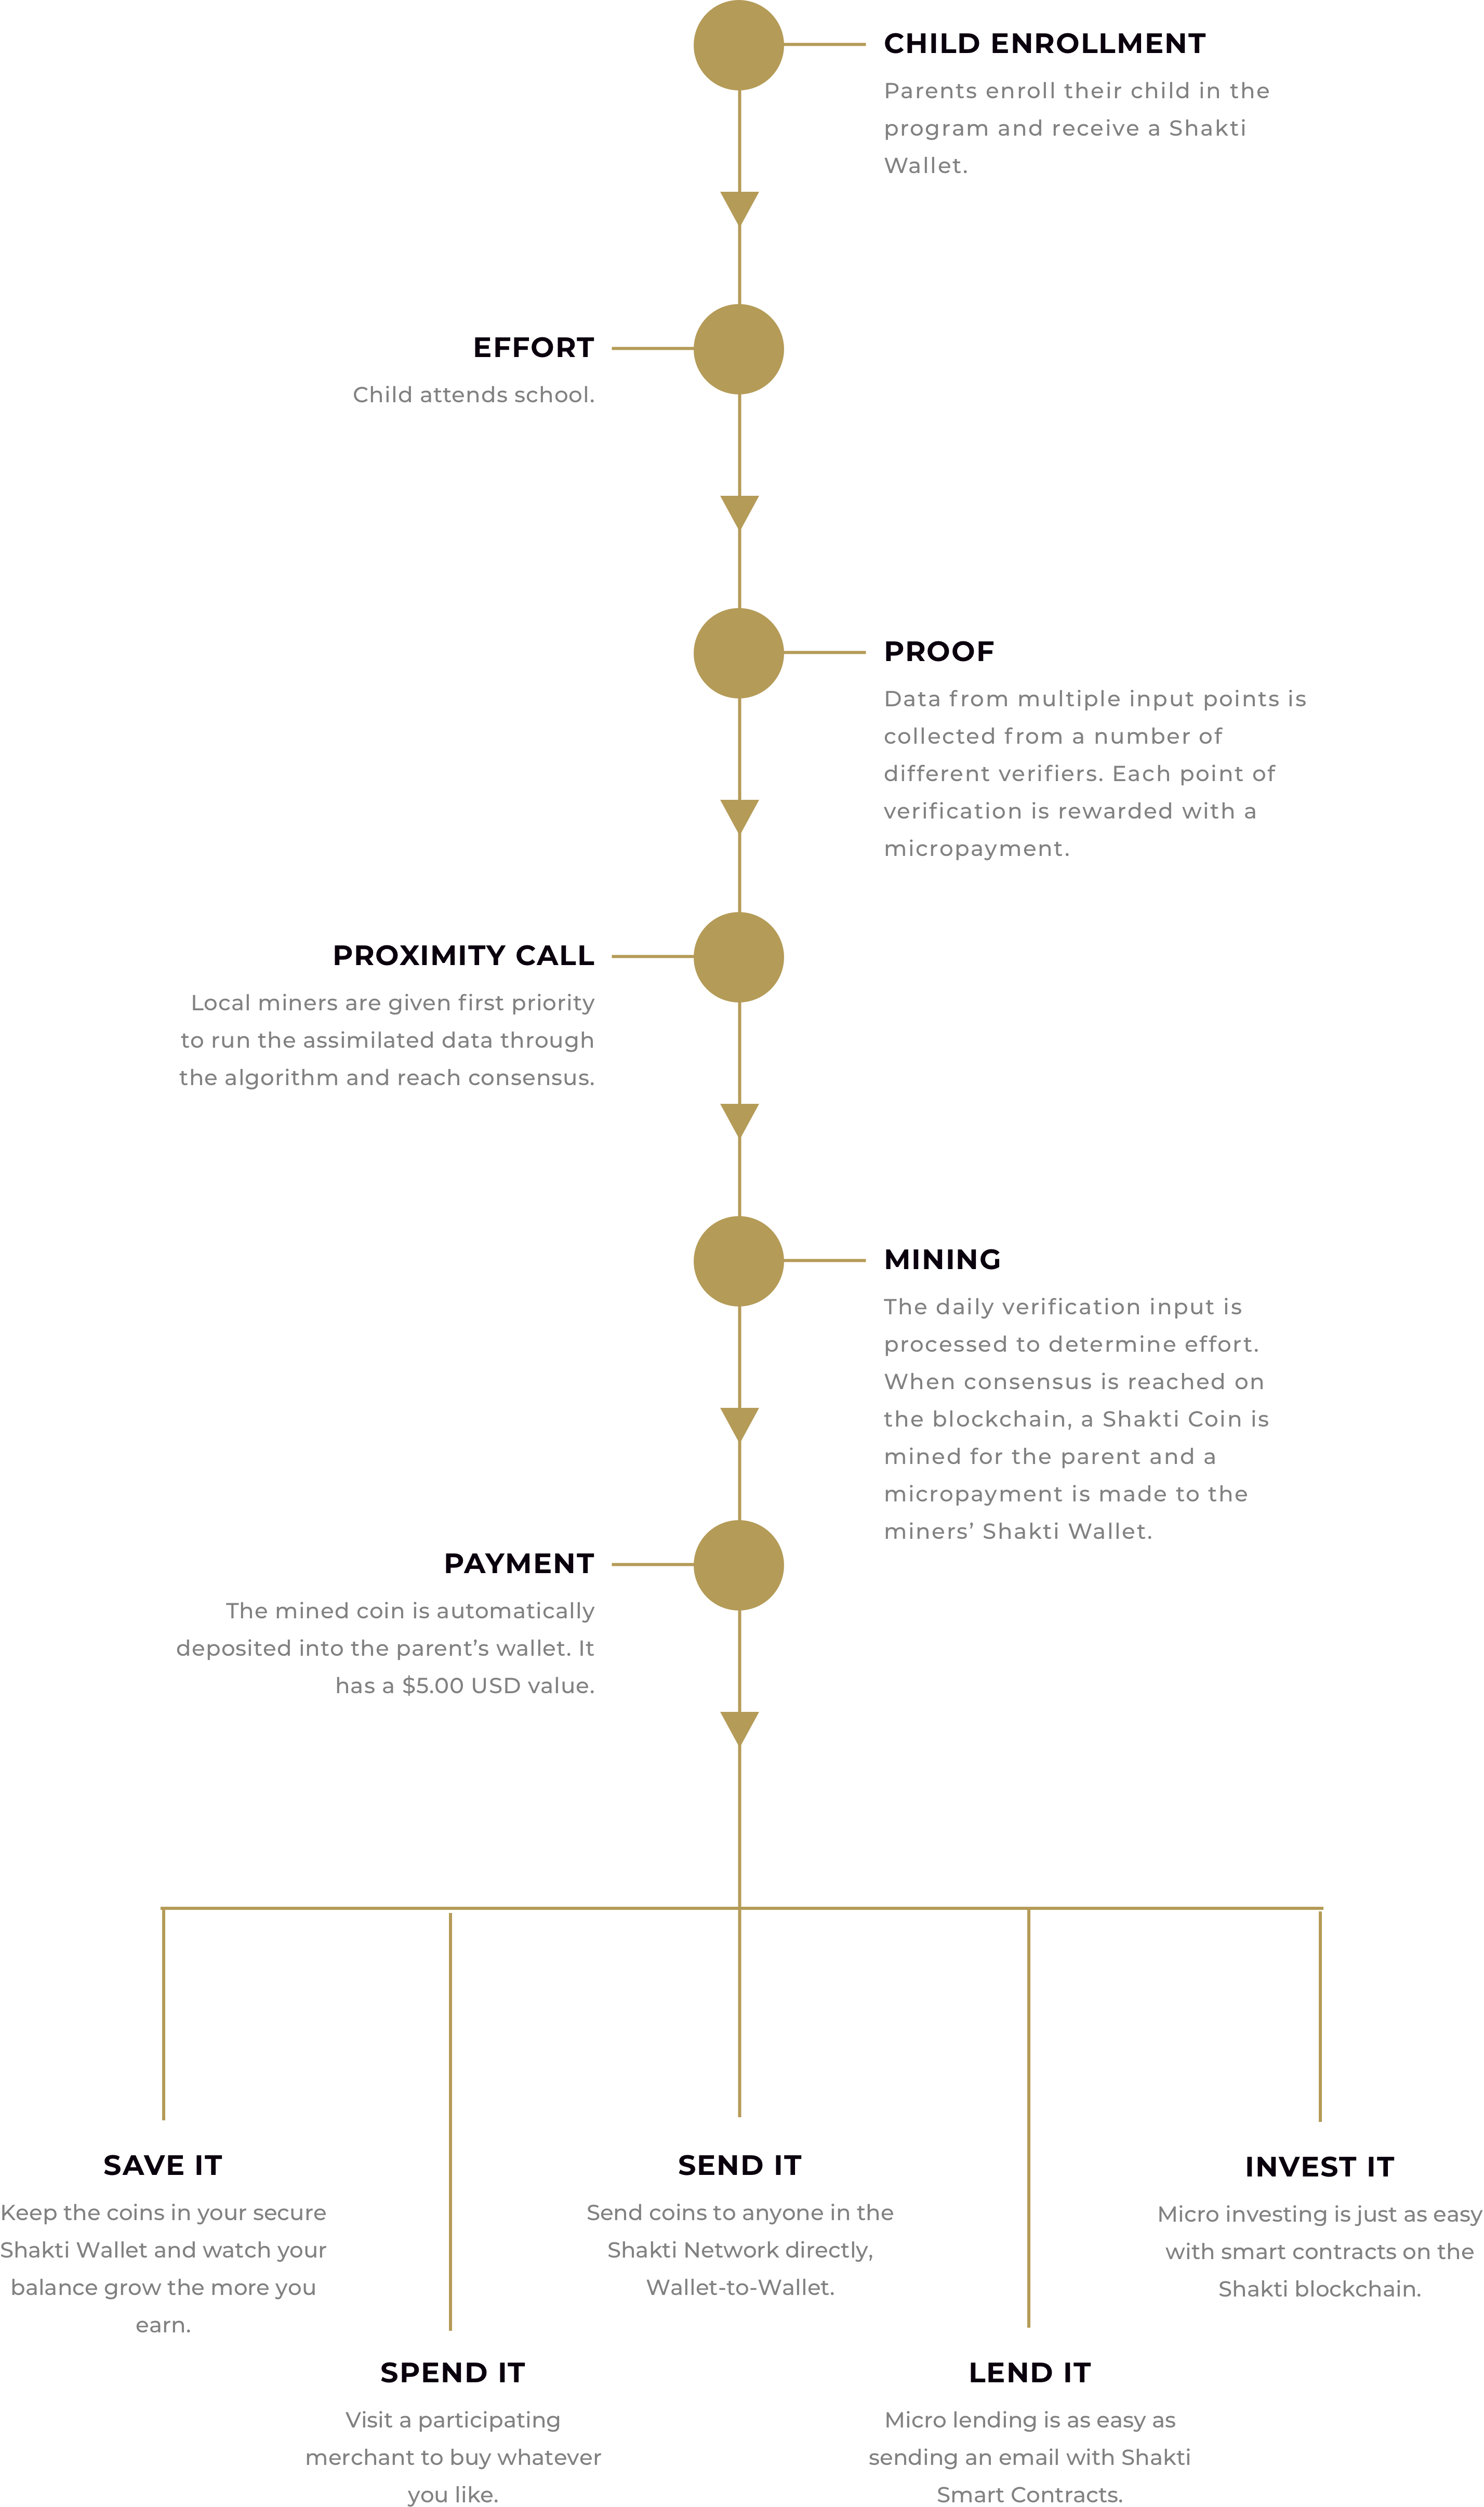 CHILD ENROLLMENT
Parents enroll their child in the
program and receive a Shakti
Wallet.
EFFORT
Child attends school.
PROOF
Data from multiple input points is
collected from a number of
different verifiers. Each point of
verification is rewarded with a
micropayment.
PROXIMITY CALL
Local miners are given first priority
to run the assimilated data through
the algorithm and reach consensus.
MINING
The daily verification input is
processed to determine effort.
When consensus is reached on
the blockchain, a Shakti Coin is
mined for the parent and a
micropayment is made to the
miners’ Shakti Wallet.
PAYMENT
The mined coin is automatically
deposited into the parent’s wallet. It
has a $5.00 USD value.
SAVE IT
Keep the coins in your secure
Shakti Wallet and watch your
balance grow the more you
earn.
SPEND IT
Visit a participating
merchant to buy whatever
you like.
SEND IT
Send coins to anyone in the
Shakti Network directly,
Wallet-to-Wallet.
LEND IT
Micro lending is as easy as
sending an email with Shakti
Smart Contracts.
INVEST IT
Micro investing is just as easy
with smart contracts on the
Shakti blockchain.